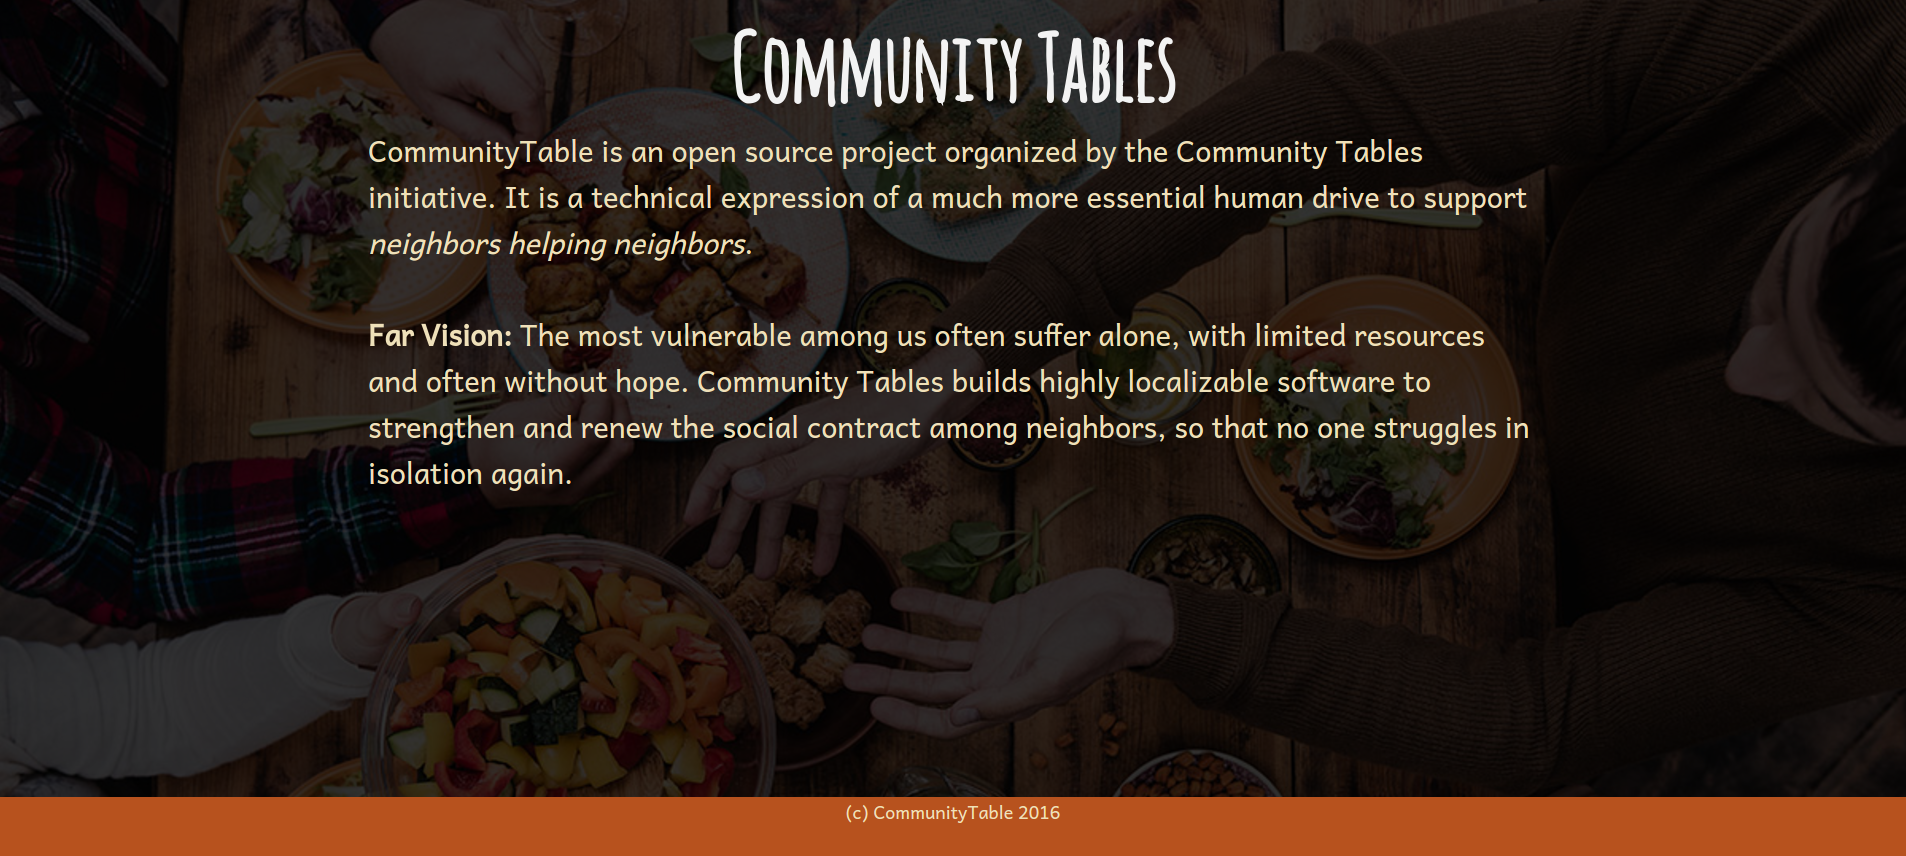 Community Tables
CommunityTable is an open source project organized by the Community Tables
initiative. It is a technical expression of a much more essential human drive to support
neighbors helping neighbors.
Far Vision: The most vulnerable among us often suffer alone, with limited resources
and often without hope. Community Tables builds highly localizable software to
strengthen and renew the social contract among neighbors, so that no one struggles in
isolation again.
(c) CommunityTable 2016